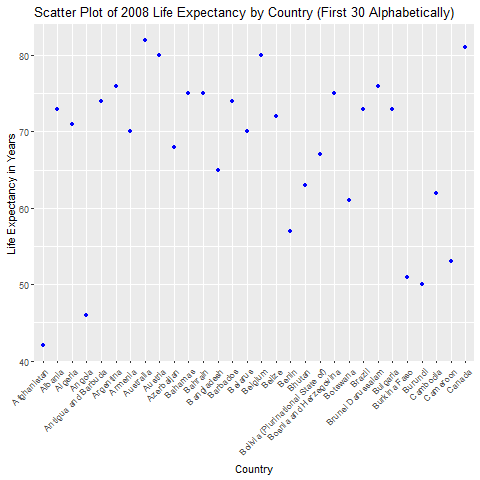 Scatter Plot of 2008 Life Expectancy by Country (First 30 Alphabetically)
Life Expectancy in Years
80
70
60
50
40
Afghanistan
Albania
Algeria
Angola
Antigua and Barbuda
Argentina
Armenia
Australia
Austria
Azerbaijan
Bahamas
Bahrain
Bangladesh
Barbados
Belarus
Belgium
Belize
Benin
Bhutan
Bolivia (Plurinational State of)
Bosnia and Herzegovina
Botswana
Brazil
Brunei Darussalam
Bulgaria
Burkina Faso
Burundi
Cambodia
Cameroon
Canada
Country